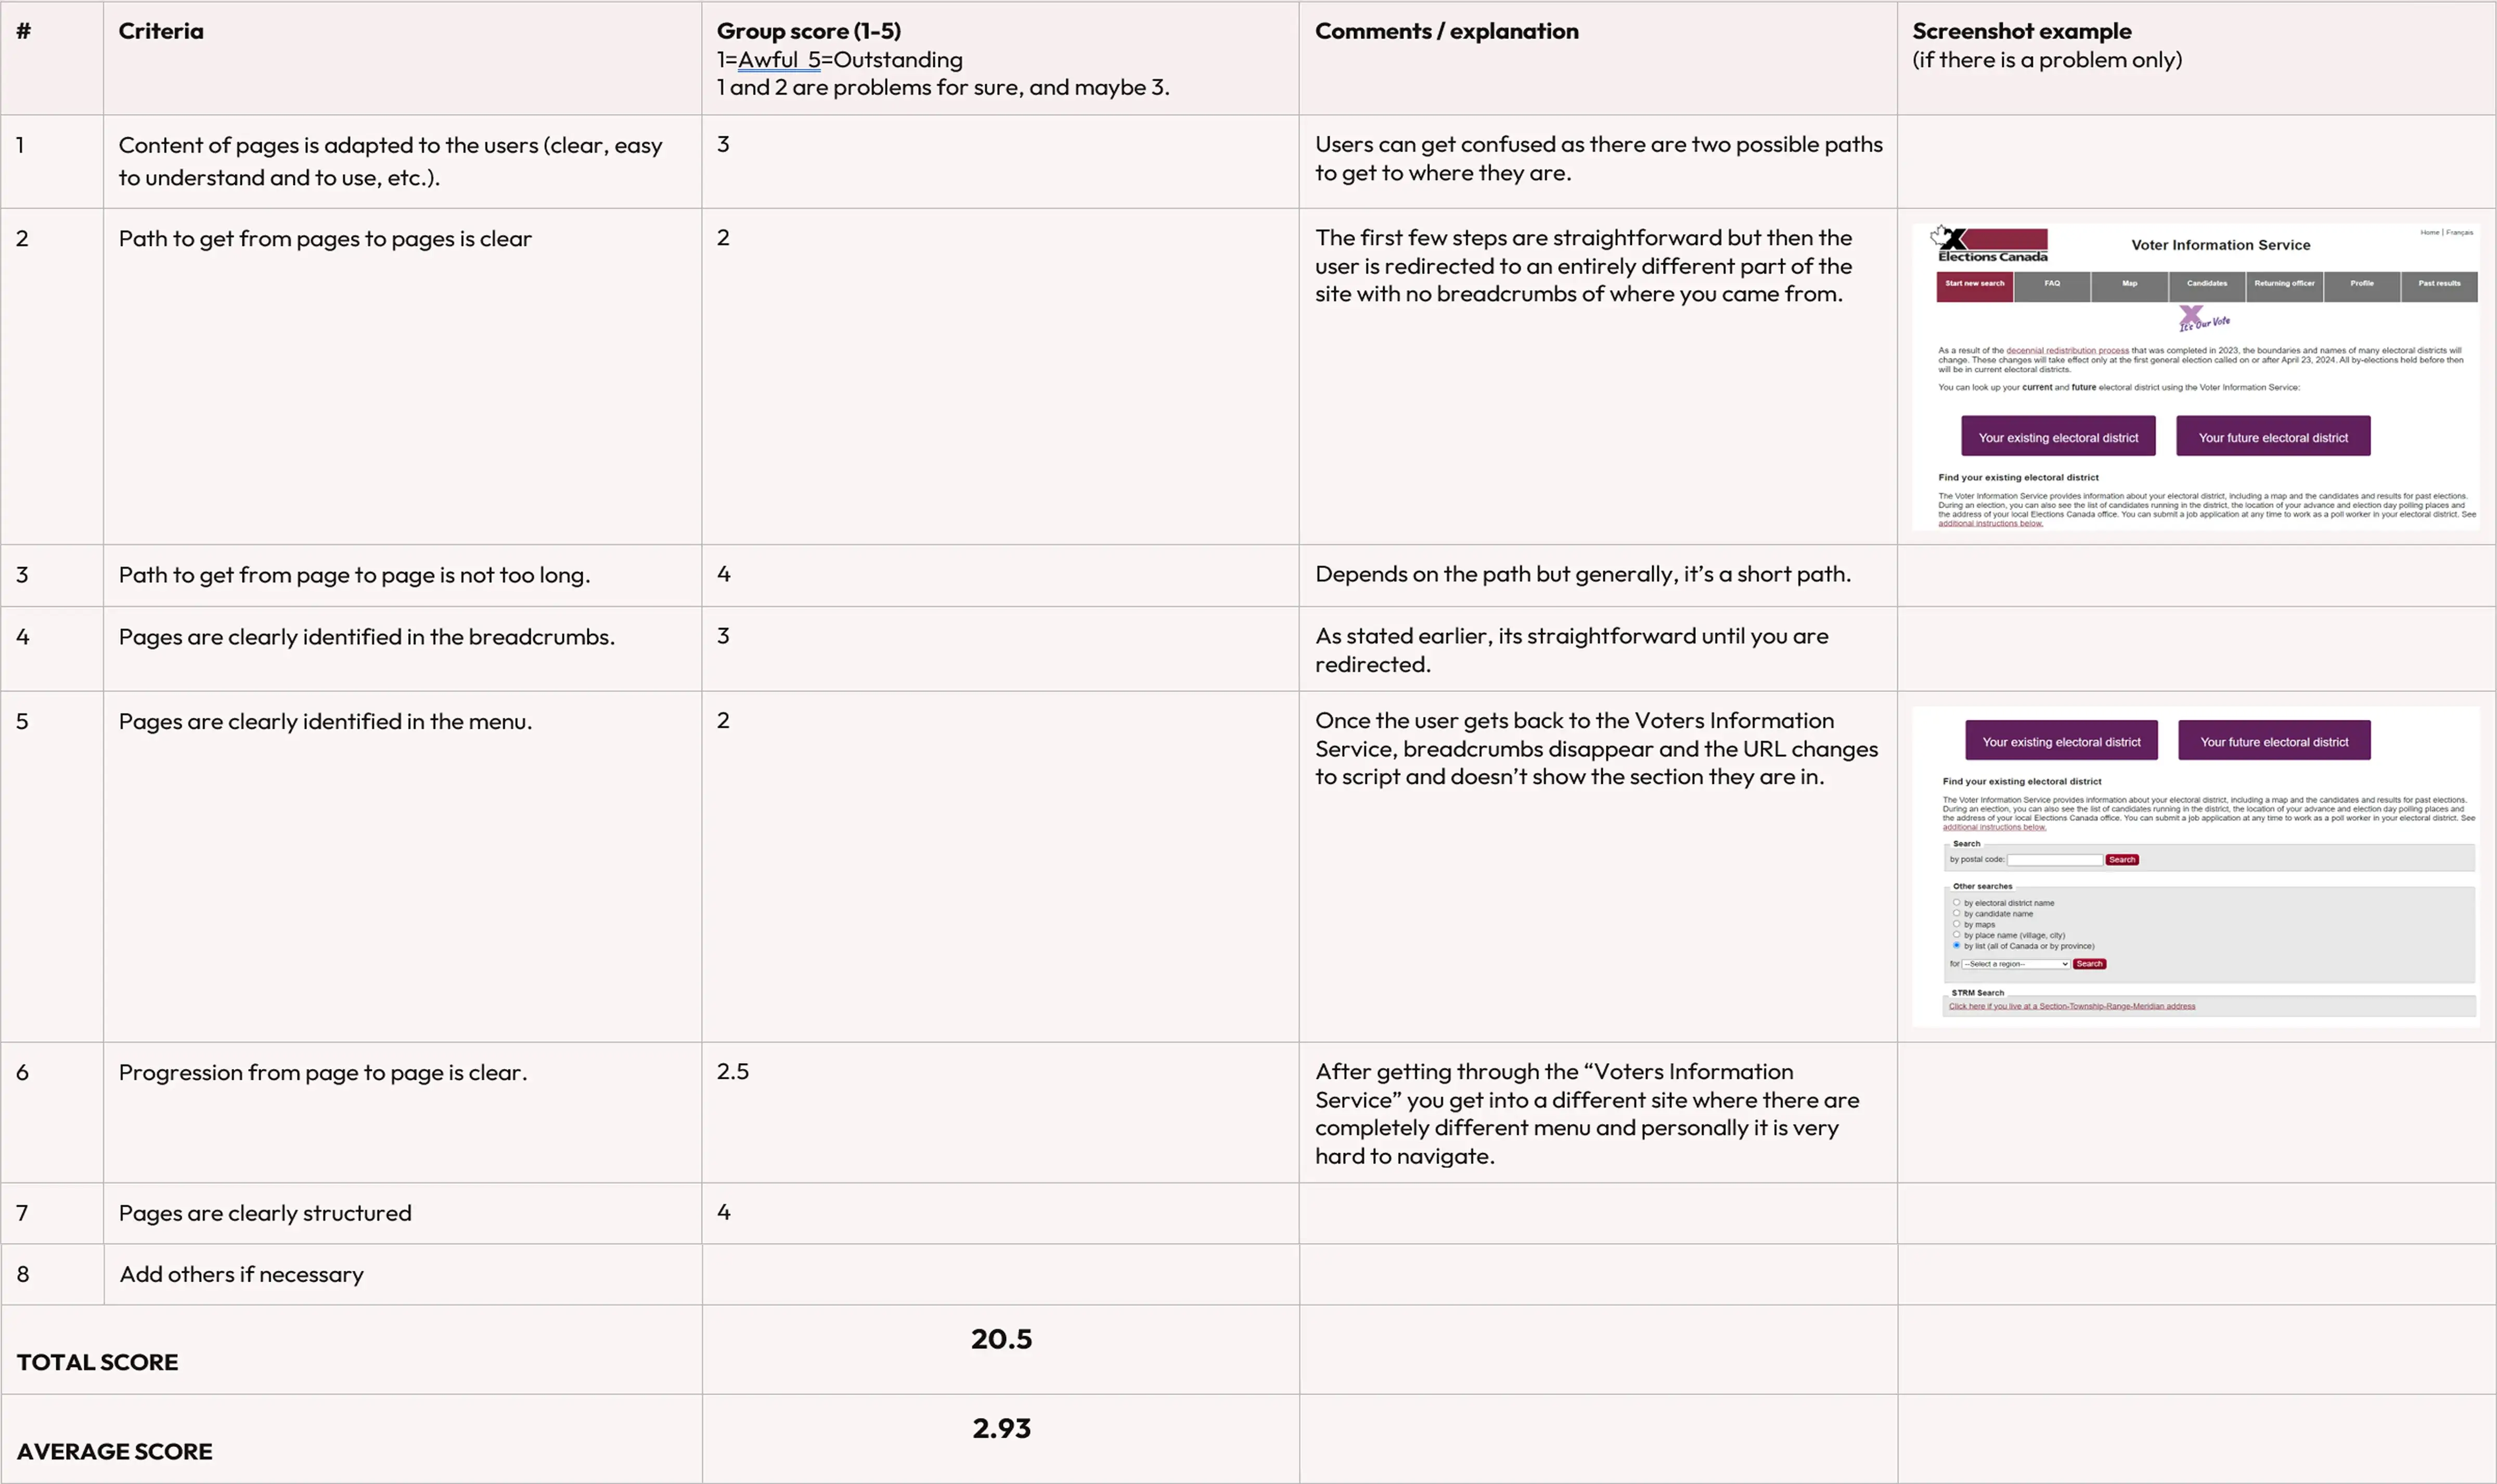 #
Criteria
Group score (1-5)
1=Awful  5=Outstanding
1 and 2 are problems for sure, and maybe 3.
Comments / explanation
Screenshot example
(if there is a problem only)
1
Content of pages is adapted to the users (clear, easy
to understand and to use, etc.).
3
Users can get confused as there are two possible paths
to get to where they are.
2
Path to get from pages to pages is clear
2
The first few steps are straightforward but then the
user is redirected to an entirely different part of the
site with no breadcrumbs of where you came from.
Elections Canada
Voter Information Service
Home | Français
Start new search
FAQ
Map
Candidates
Returning officer
Profile
Past results
It's Our Vote
As a result of the decennial redistribution process that was completed in 2023, the boundaries and names of many electoral districts will
change. These changes will take effect only at the first general election called on or after April 23, 2024. All by-elections held before then
will be in current electoral districts.
You can look up your current and future electoral district using the Voter Information Service:
Your existing electoral district
Your future electoral district
Find your existing electoral district
The Voter Information Service provides information about your electoral district, including a map and the candidates and results for past elections.
During an election, you can also see the list of candidates running in the district, the location of your advance and election day polling places and
the address of your local Elections Canada office. You can submit a job application at any time to work as a poll worker in your electoral district. See
additional instructions below.
3
Path to get from page to page is not too long.
4
Depends on the path but generally, it’s a short path.
4
Pages are clearly identified in the breadcrumbs.
3
As stated earlier, its straightforward until you are
redirected.
5
Pages are clearly identified in the menu.
2
Once the user gets back to the Voters Information
Service, breadcrumbs disappear and the URL changes
to script and doesn’t show the section they are in.
Your existing electoral district
Your future electoral district
Find your existing electoral district
The Voter Information Service provides information about your electoral district, including a map and the candidates and results for past elections.
During an election, you can also see the list of candidates running in the district, the location of your advance and election day polling places and
the address of your local Elections Canada office. You can submit a job application at any time to work as a poll worker in your electoral district. See
additional instructions below.
Search
by postal code:
Search
Other searches
by electoral district name
by candidate name
by maps
by place name (village, city)
by list (all of Canada or by province)
for --Select a region-- Search
STRM Search
Click here if you live at a Section-Township-Range-Meridian address
6
Progression from page to page is clear.
2.5
After getting through the “Voters Information
Service” you get into a different site where there are
completely different menu and personally it is very
hard to navigate.
7
Pages are clearly structured
4
8
Add others if necessary
TOTAL SCORE
20.5
AVERAGE SCORE
2.93